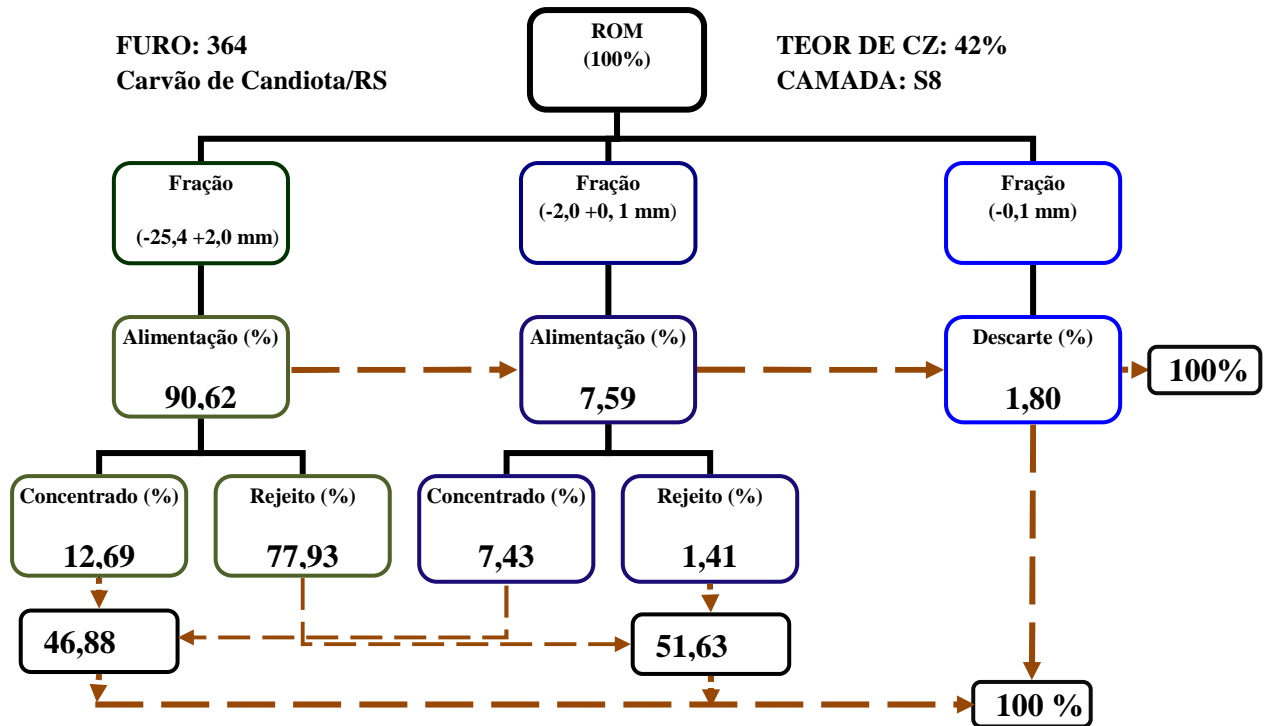 FURO: 364
Carvão de Candiota/RS
ROM
(100%)
TEOR DE CZ: 42%
CAMADA: S8
Fração
(-25,4 +2,0 mm)
Fração
(-2,0 +0, 1 mm)
Fração
(-0,1 mm)
Alimentação (%)
90,62
Alimentação (%)
7,59
Descarte (%)
1,80
100%
Concentrado (%)
12,69
Rejeito (%)
77,93
Concentrado (%)
7,43
Rejeito (%)
1,41
46,88
51,63
100 %